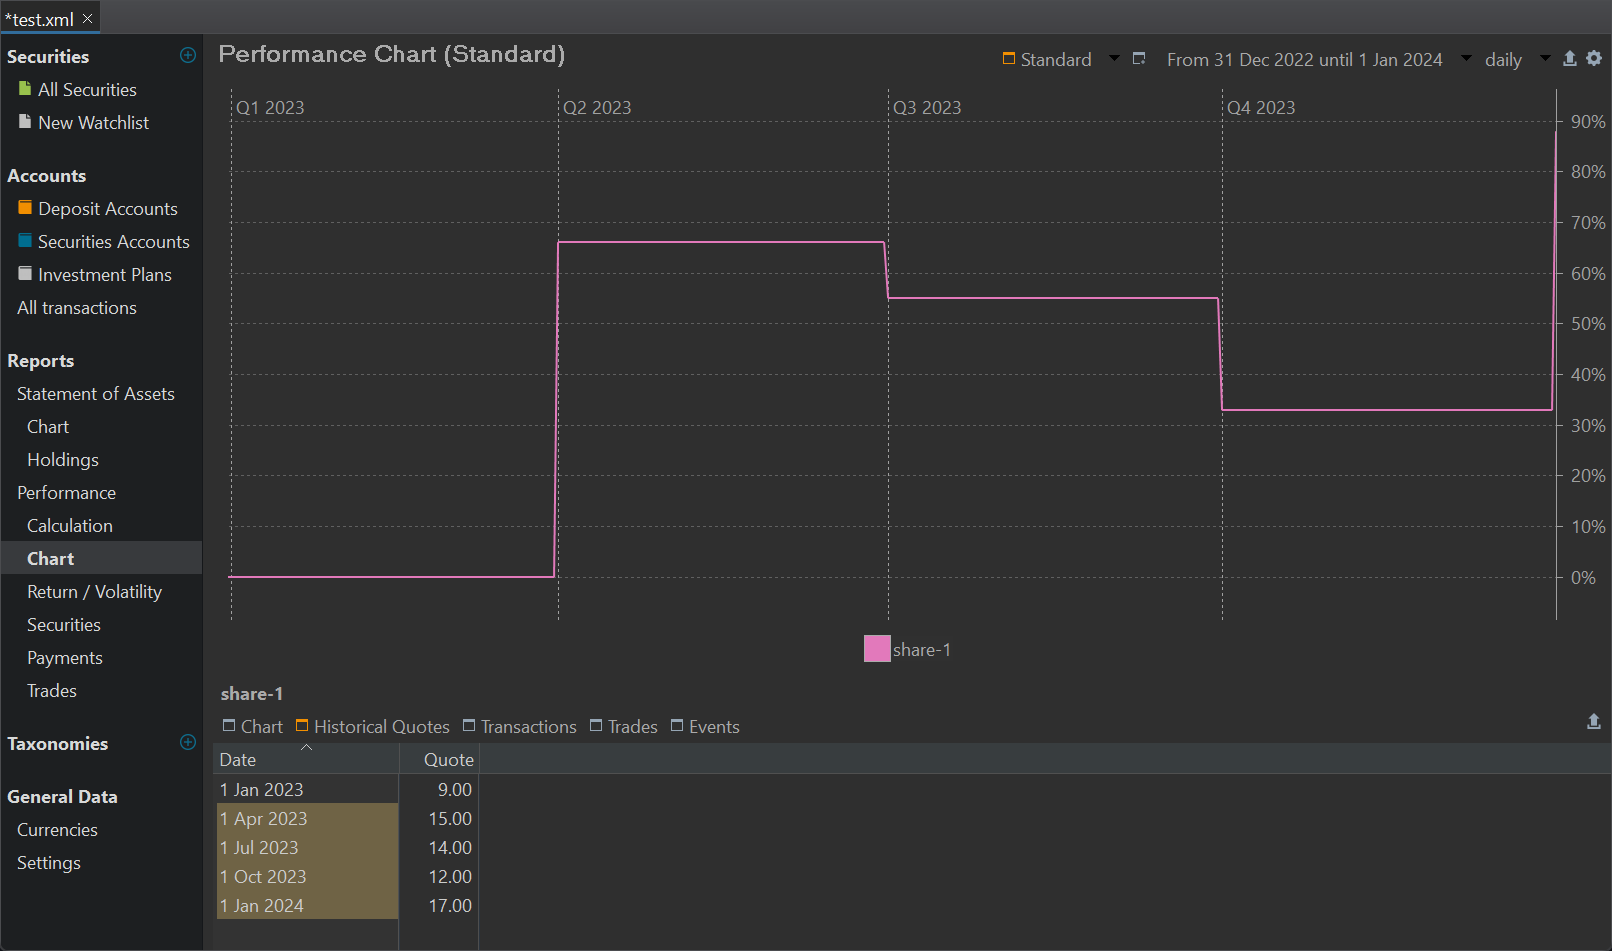 *test.xml
Securities
All Securities
New Watchlist
Accounts
Deposit Accounts
Securities Accounts
Investment Plans
All transactions
Reports
Statement of Assets
Chart
Holdings
Performance
Calculation
Chart
Return / Volatility
Securities
Payments
Trades
Taxonomies
General Data
Currencies
Settings
Performance Chart (Standard)
Standard From 31 Dec 2022 until 1 Jan 2024 daily
Q1 2023 Q2 2023 Q3 2023 Q4 2023
90%
80%
70%
60%
50%
40%
30%
20%
10%
0%
share-1
share-1
Chart Historical Quotes Transactions Trades Events
Date Quote
1 Jan 2023 9.00
1 Apr 2023 15.00
1 Jul 2023 14.00
1 Oct 2023 12.00
1 Jan 2024 17.00